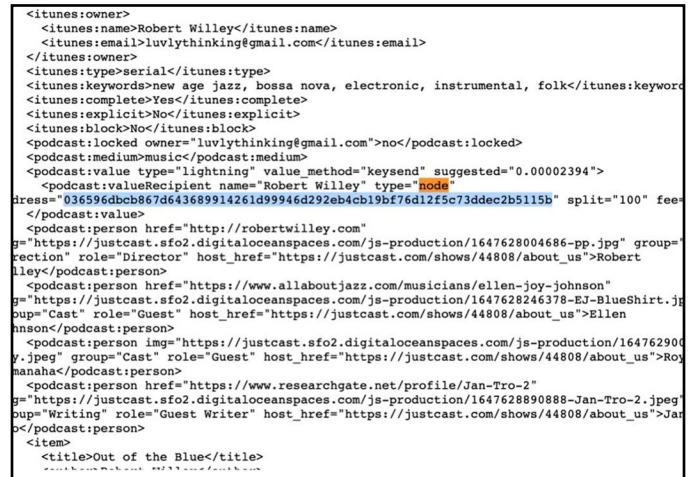 <itunes:owner>
<itunes:name>Robert Willey</itunes:name>
<itunes:email>luvlythinking@gmail.com</itunes:email>
</itunes:owner>
<itunes:type>serial</itunes:type>
<itunes:keywords>new age jazz, bossa nova, electronic, instrumental, folk</itunes:keyword
<itunes:complete>Yes</itunes:complete>
<itunes:explicit>No</itunes:explicit>
<itunes:block>No</itunes:block>
<podcast:locked owner="luvlythinking@gmail.com">no</podcast:locked>
<podcast:medium>music</podcast:medium>
<podcast:value type="lightning" value_method="keysend" suggested="0.00002394">
<podcast:valueRecipient name="Robert Willey" type="node"
dress="036596dbcb867d643689914261d99946d292eb4cb19bf76d12f5c73ddec2b5115b" split="100" fee=
</podcast:value>
<podcast:person href="http://robertwilley.com"
g="https://justcast.sfo2.digitaloceanspaces.com/js-production/1647628004686-pp.jpg" group="
rection" role="Director" host_href="https://justcast.com/shows/44808/about_us">Robert
lley</podcast:person>
<podcast:person href="https://www.allaboutjazz.com/musicians/ellen-joy-johnson"
g="https://justcast.sfo2.digitaloceanspaces.com/js-production/1647628246378-EJ-BlueShirt.jp
oup="Cast" role="Guest" host_href="https://justcast.com/shows/44808/about_us">Ellen
hnson</podcast:person>
<podcast:person img="https://justcast.sfo2.digitaloceanspaces.com/js-production/164762900
y.jpeg" group="Cast" role="Guest" host_href="https://justcast.com/shows/44808/about_us">Roy
manaha</podcast:person>
<podcast:person href="https://www.researchgate.net/profile/Jan-Tro-2"
g="https://justcast.sfo2.digitaloceanspaces.com/js-production/1647628890888-Jan-Tro-2.jpeg"
oup="Writing" role="Guest Writer" host_href="https://justcast.com/shows/44808/about_us">Jan
o</podcast:person>
<item>
<title>Out of the Blue</title>